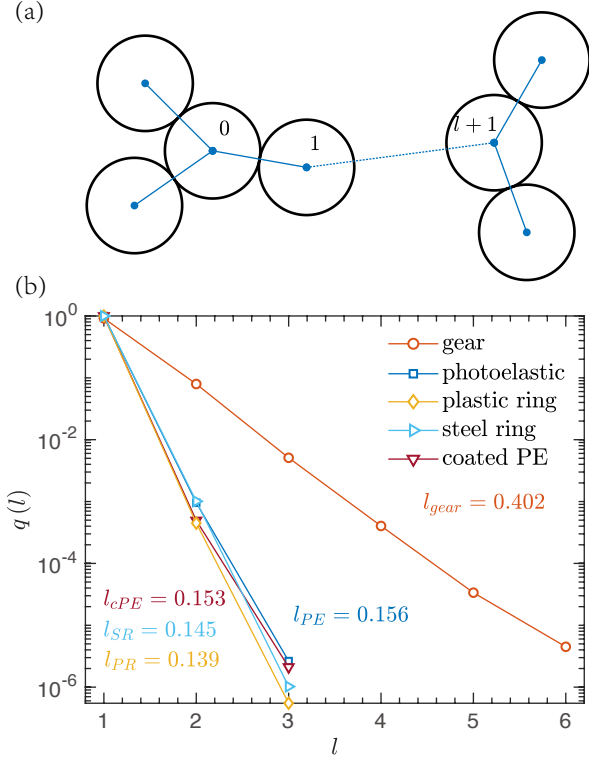 (a)
0
1
l + 1
(b)
10^0
10^-2
10^-4
10^-6
q (l)
gear
photoelastic
plastic ring
steel ring
coated PE
l_gear = 0.402
l_cPE = 0.153
l_SR = 0.145
l_PR = 0.139
l_PE = 0.156
1 2 3 4 5 6
l